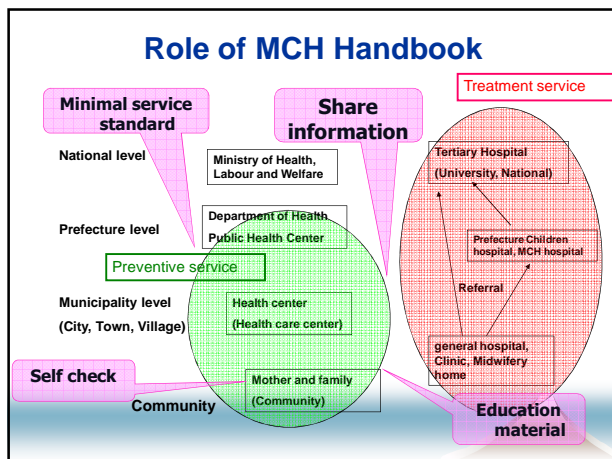 Role of MCH Handbook
Treatment service
Minimal service
standard
Share
information
National level
Ministry of Health,
Labour and Welfare
Tertiary Hospital
(University, National)
Prefecture level
Department of Health
Public Health Center
Prefecture Children
hospital, MCH hospital
Preventive service
Referral
Municipality level
(City, Town, Village)
Health center
(Health care center)
general hospital,
Clinic, Midwifery
home
Self check
Mother and family
(Community)
Community
Education
material